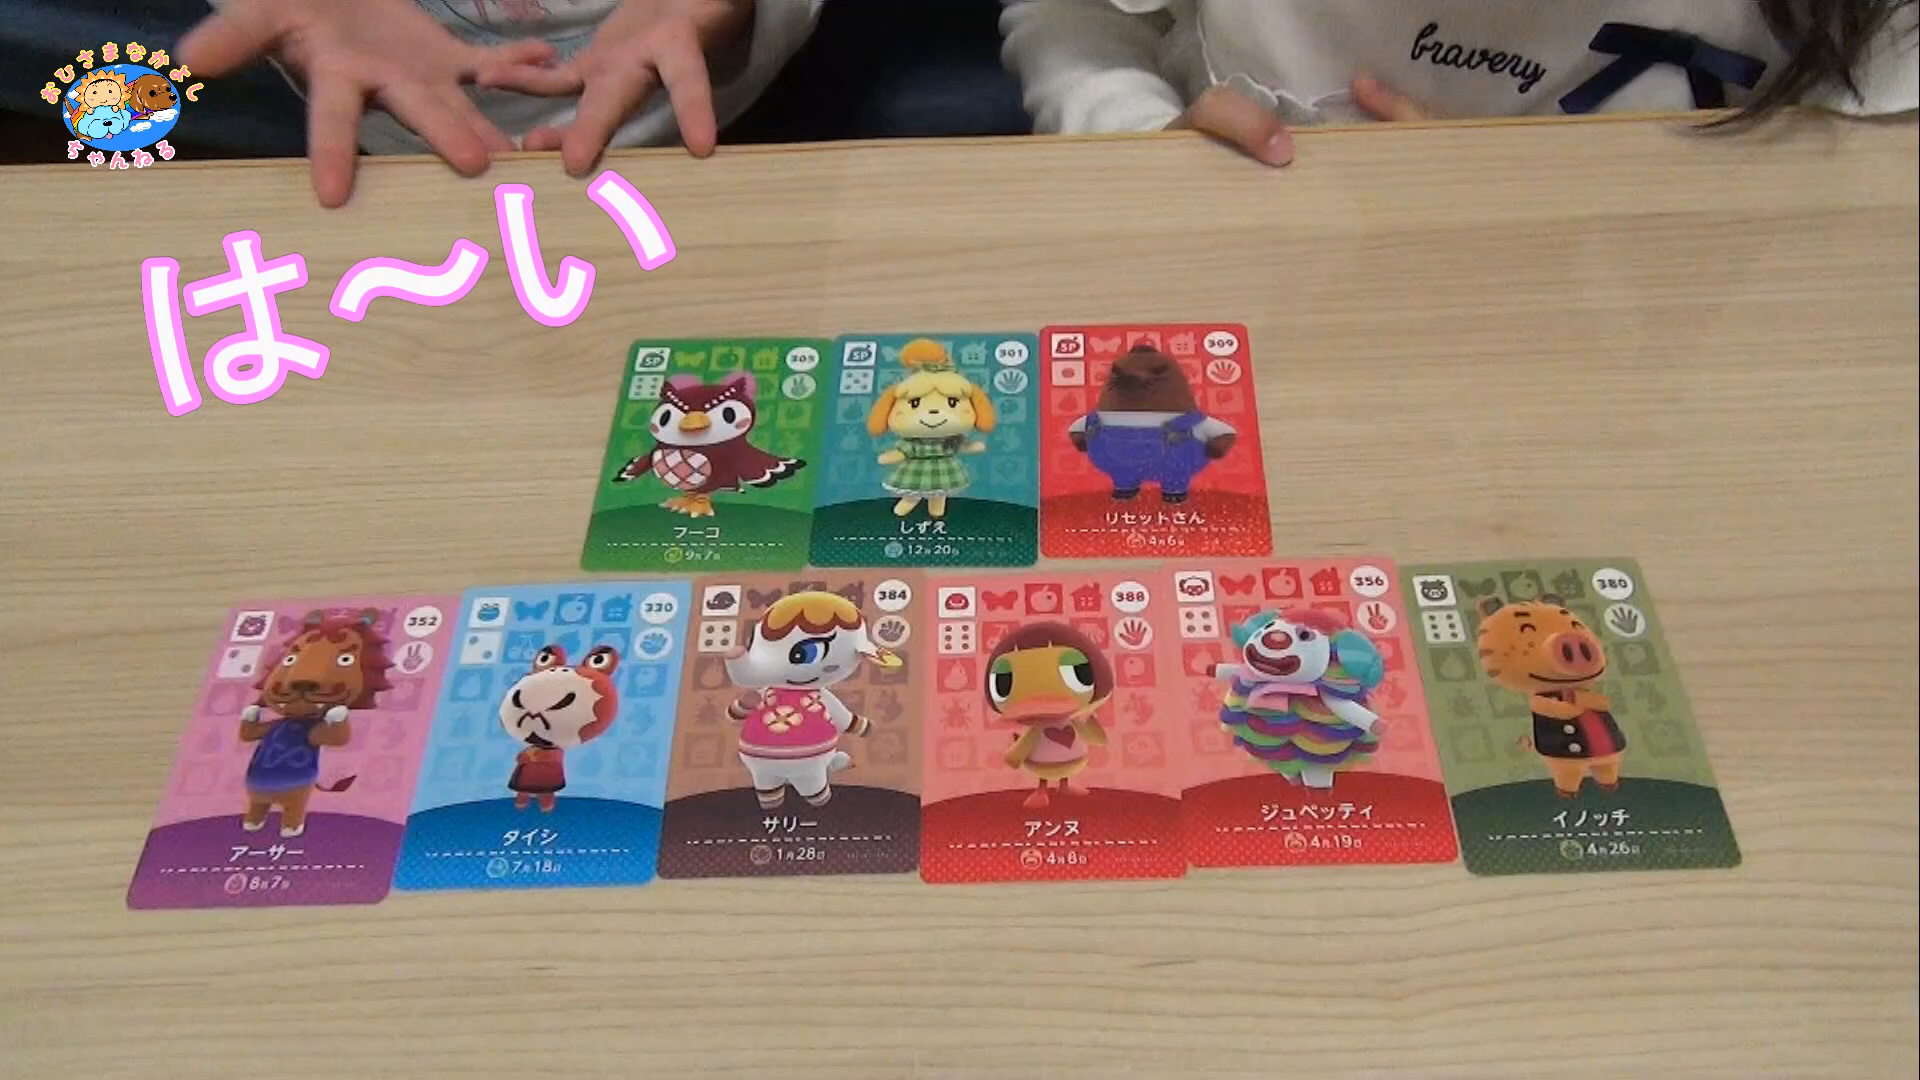 おひさまなかよし
ちゃんねる
bravery
は〜い
SP 303
フーコ
9月7日
SP 301
しずえ
12月20日
SP 309
リセットさん
4月6日
352
アーサー
8月7日
330
タイシ
7月18日
384
サリー
1月28日
388
アンヌ
4月8日
356
ジュペッティ
4月19日
380
イノッチ
4月26日